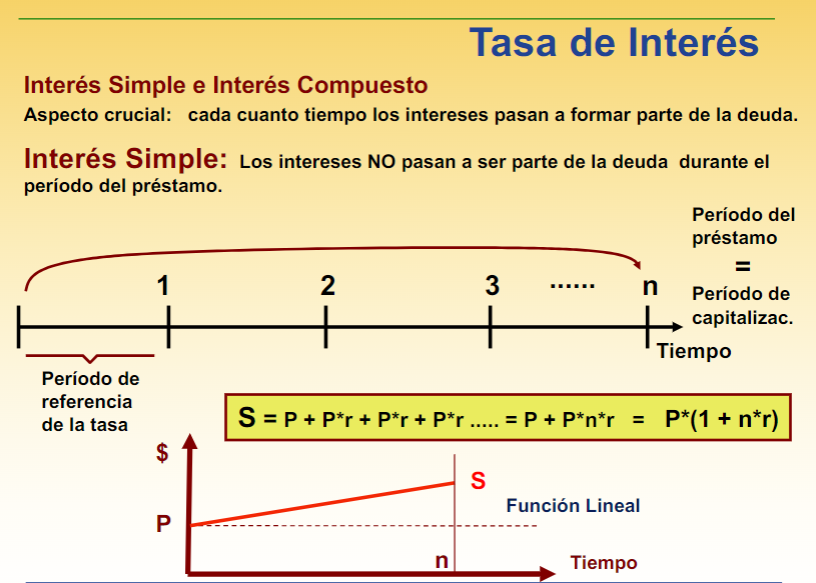 Tasa de Interés
Interés Simple e Interés Compuesto
Aspecto crucial: cada cuanto tiempo los intereses pasan a formar parte de la deuda.
Interés Simple: Los intereses NO pasan a ser parte de la deuda durante el
período del préstamo.
Período del
préstamo
=
Período de
capitalizac.
1 2 3 ...... n
Tiempo
Período de
referencia
de la tasa
S = P + P*r + P*r + P*r ..... = P + P*n*r = P*(1 + n*r)
$
S
Función Lineal
P
n
Tiempo